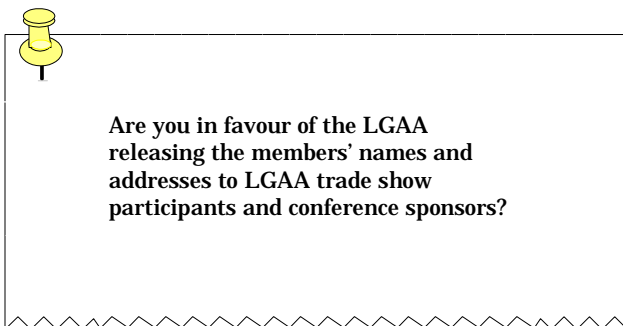 Are you in favour of the LGAA
releasing the members’ names and
addresses to LGAA trade show
participants and conference sponsors?